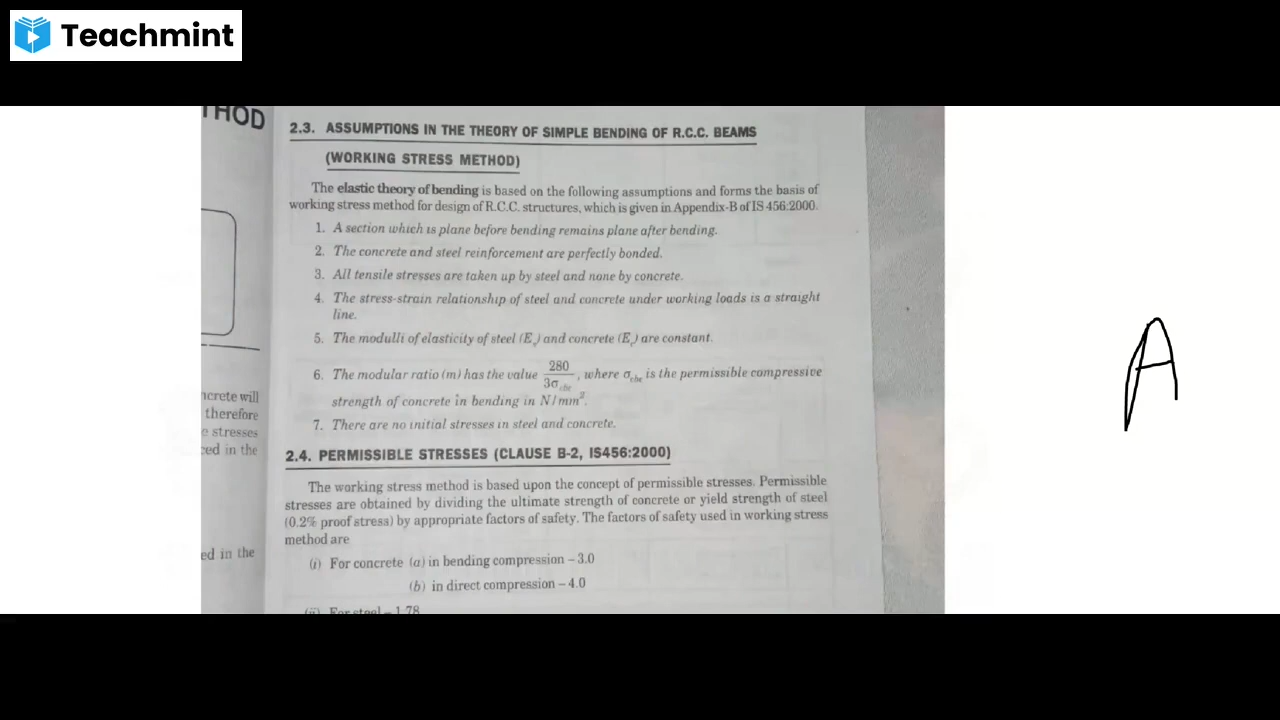 Teachmint
THOD
2.3. ASSUMPTIONS IN THE THEORY OF SIMPLE BENDING OF R.C.C. BEAMS
(WORKING STRESS METHOD)
The elastic theory of bending is based on the following assumptions and forms the basis of
working stress method for design of R.C.C. structures, which is given in Appendix-B of IS 456:2000.
1. A section which is plane before bending remains plane after bending.
2. The concrete and steel reinforcement are perfectly bonded.
3. All tensile stresses are taken up by steel and none by concrete.
4. The stress-strain relationship of steel and concrete under working loads is a straight
line.
5. The modulli of elasticity of steel (Es) and concrete (Ec) are constant.
6. The modular ratio (m) has the value 280/3σcbc, where σcbc is the permissible compressive
strength of concrete in bending in N/mm².
7. There are no initial stresses in steel and concrete.
2.4. PERMISSIBLE STRESSES (CLAUSE B-2, IS456:2000)
The working stress method is based upon the concept of permissible stresses. Permissible
stresses are obtained by dividing the ultimate strength of concrete or yield strength of steel
(0.2% proof stress) by appropriate factors of safety. The factors of safety used in working stress
method are
(i) For concrete (a) in bending compression – 3.0
(b) in direct compression – 4.0
(ii) For steel – 1.78
ncrete will
therefore
e stresses
ced in the
ed in the
A